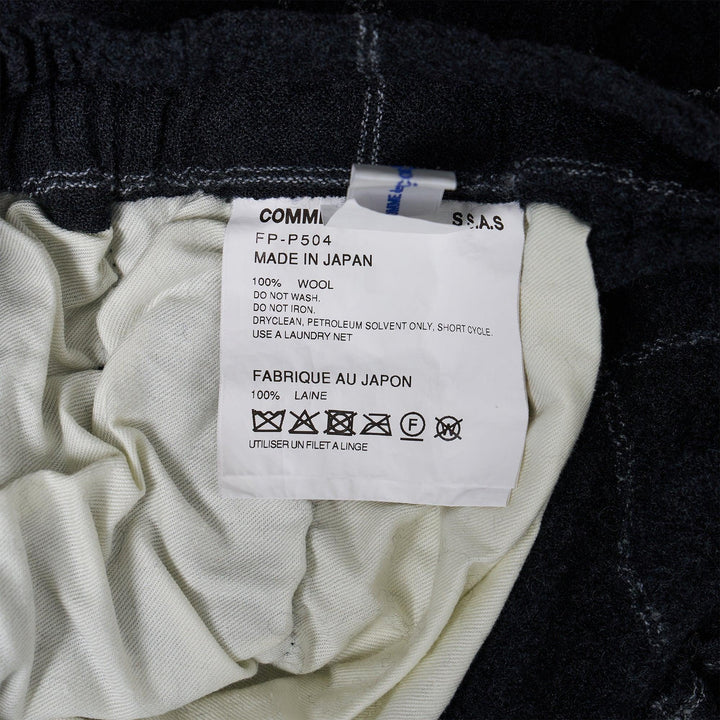 COMM S S.A.S
FP-P504
MADE IN JAPAN
100% WOOL
DO NOT WASH.
DO NOT IRON.
DRYCLEAN, PETROLEUM SOLVENT ONLY, SHORT CYCLE.
USE A LAUNDRY NET
FABRIQUE AU JAPON
100% LAINE
F W
UTILISER UN FILET A LINGE